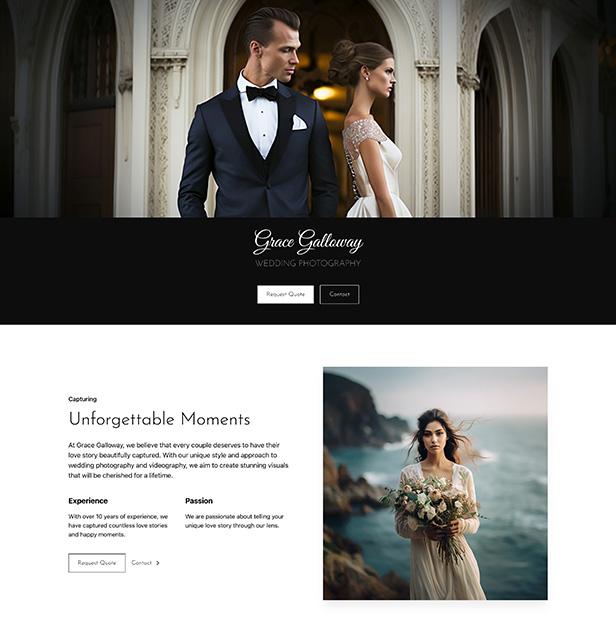 Grace Galloway
WEDDING PHOTOGRAPHY
Request Quote
Contact
Capturing
Unforgettable Moments
At Grace Galloway, we believe that every couple deserves to have their
love story beautifully captured. With our unique style and approach to
wedding photography and videography, we aim to create stunning visuals
that will be cherished for a lifetime.
Experience
With over 10 years of experience, we
have captured countless love stories
and happy moments.
Passion
We are passionate about telling your
unique love story through our lens.
Request Quote
Contact